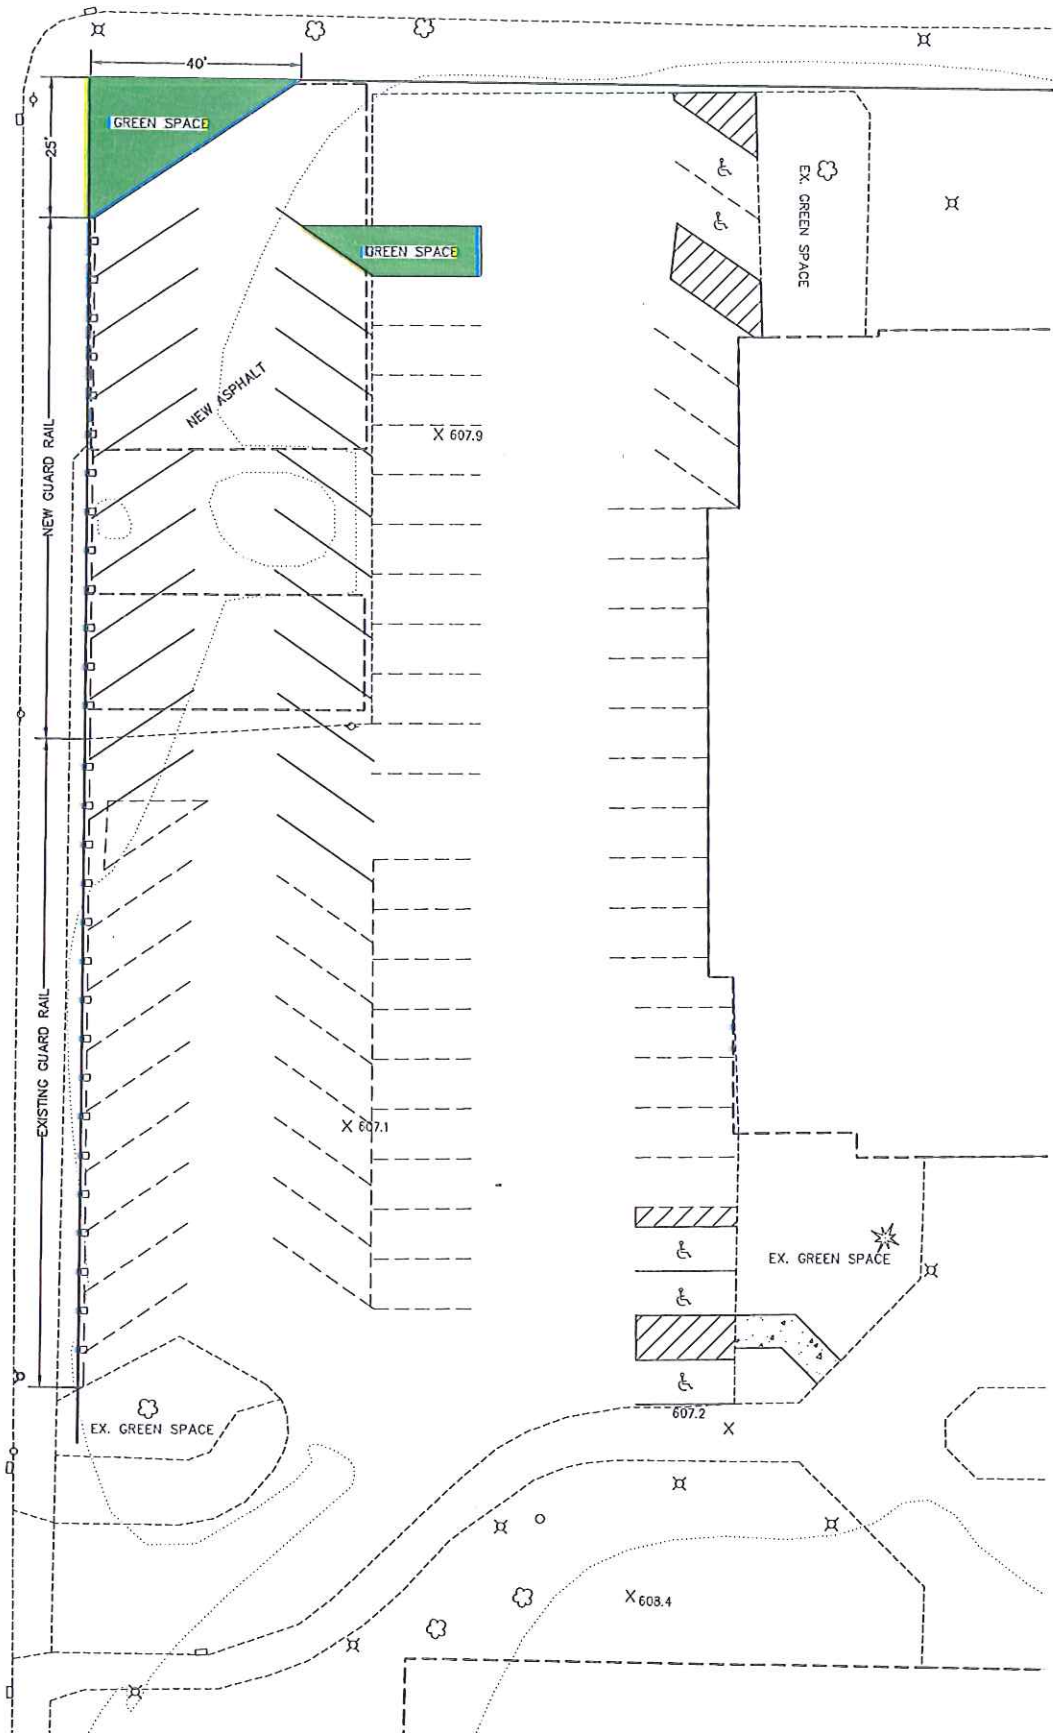 40'
GREEN SPACE
25'
EX. GREEN SPACE
GREEN SPACE
NEW ASPHALT
X 607.9
NEW GUARD RAIL
EXISTING GUARD RAIL
X 607.1
EX. GREEN SPACE
607.2
X
EX. GREEN SPACE
X 608.4